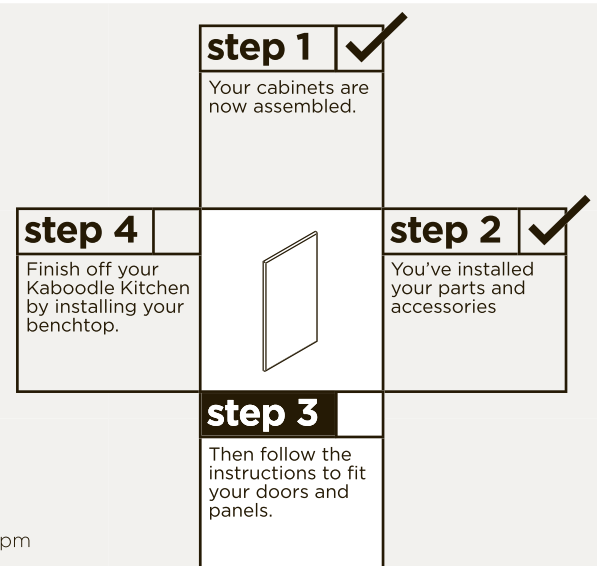 step 1
Your cabinets are
now assembled.
step 4
Finish off your
Kaboodle Kitchen
by installing your
benchtop.
step 2
You’ve installed
your parts and
accessories
step 3
Then follow the
instructions to fit
your doors and
panels.
pm